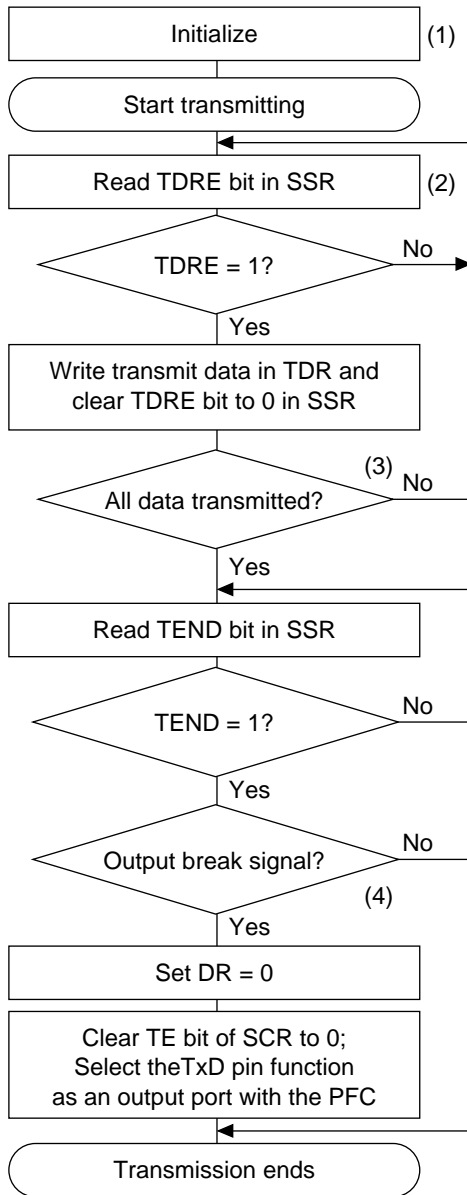 Initialize
(1)
Start transmitting
Read TDRE bit in SSR
(2)
TDRE = 1?
No
Yes
Write transmit data in TDR and
clear TDRE bit to 0 in SSR
(3)
All data transmitted?
No
Yes
Read TEND bit in SSR
TEND = 1?
No
Yes
Output break signal?
No
(4)
Yes
Set DR = 0
Clear TE bit of SCR to 0;
Select theTxD pin function
as an output port with the PFC
Transmission ends